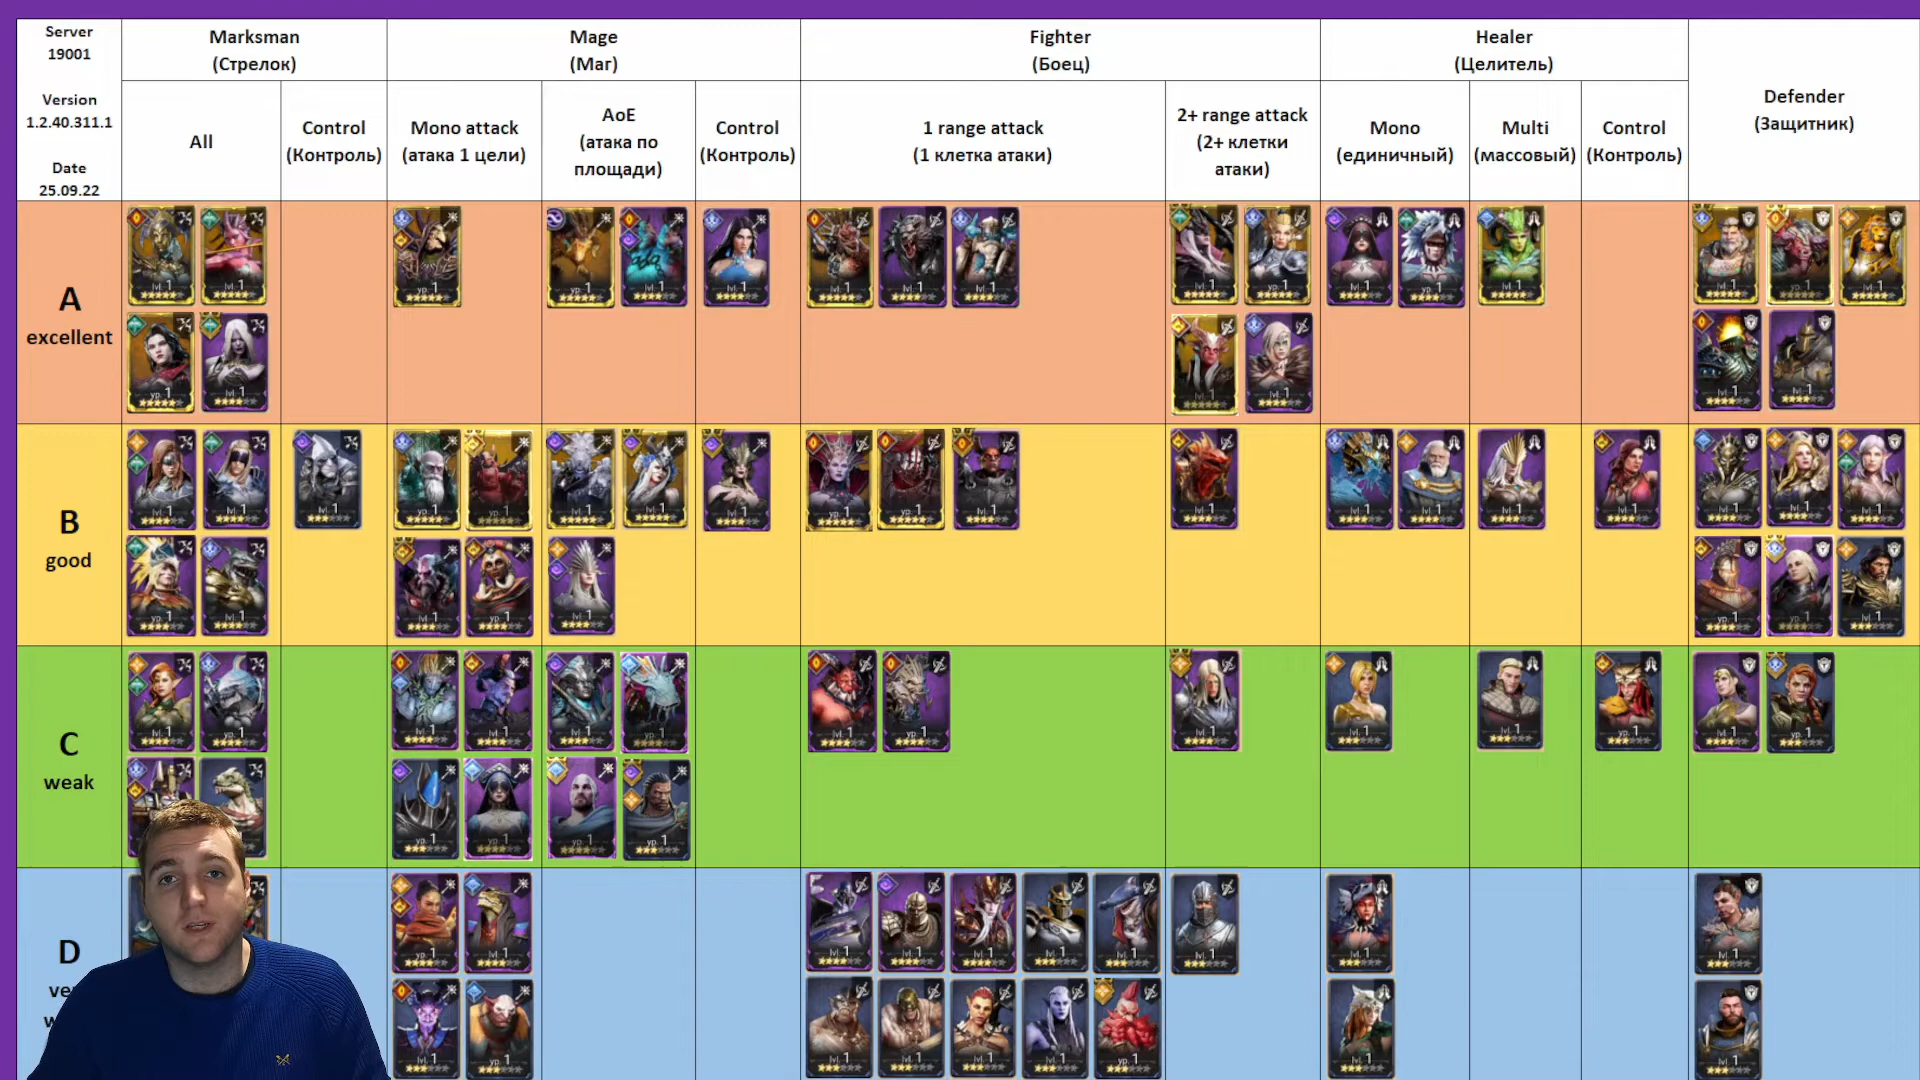 Server
19001
Version
1.2.40.311.1
Date
25.09.22
Marksman
(Стрелок)
Mage
(Маг)
Fighter
(Боец)
Healer
(Целитель)
Defender
(Защитник)
All
Control
(Контроль)
Mono attack
(атака 1 цели)
AoE
(атака по
площади)
Control
(Контроль)
1 range attack
(1 клетка атаки)
2+ range attack
(2+ клетки
атаки)
Mono
(единичный)
Multi
(массовый)
Control
(Контроль)
A
excellent
B
good
C
weak
D